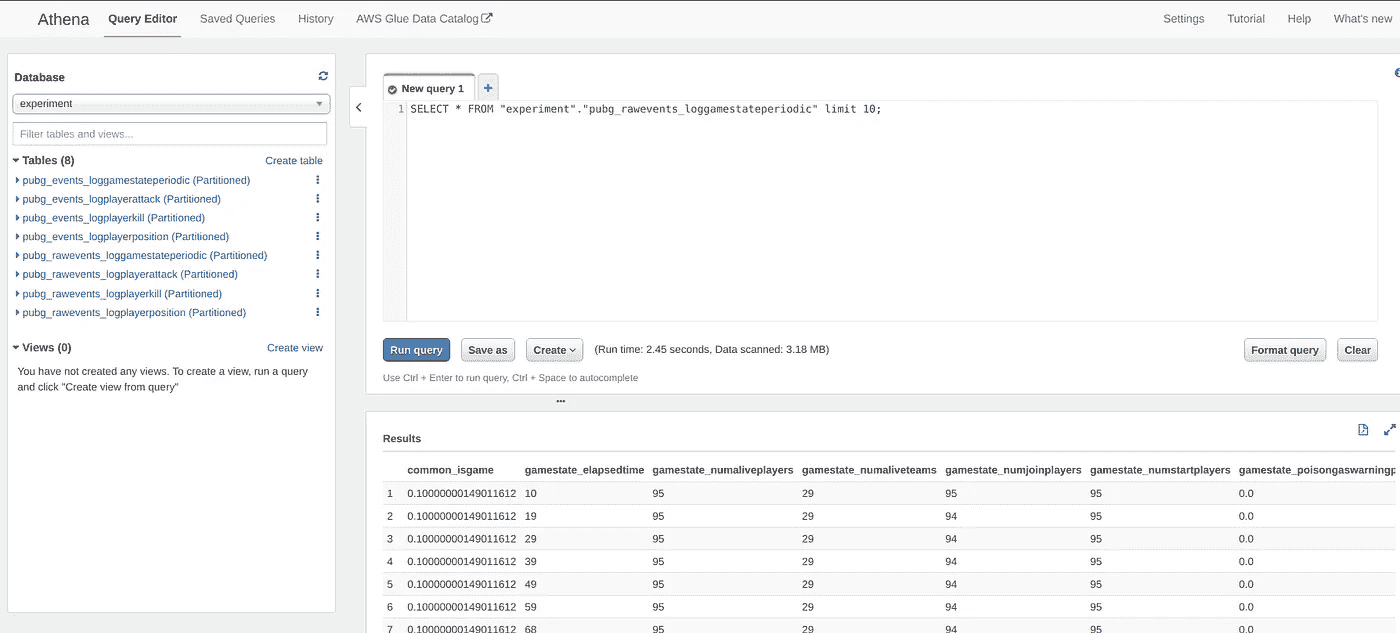 Athena Query Editor Saved Queries History AWS Glue Data Catalog Settings Tutorial Help What's new
Database
experiment
Filter tables and views...
Tables (8) Create table
pubg_events_loggamestateperiodic (Partitioned)
pubg_events_logplayerattack (Partitioned)
pubg_events_logplayerkill (Partitioned)
pubg_events_logplayerposition (Partitioned)
pubg_rawevents_loggamestateperiodic (Partitioned)
pubg_rawevents_logplayerattack (Partitioned)
pubg_rawevents_logplayerkill (Partitioned)
pubg_rawevents_logplayerposition (Partitioned)
Views (0) Create view
You have not created any views. To create a view, run a query
and click "Create view from query"
New query 1
1 SELECT * FROM "experiment"."pubg_rawevents_loggamestateperiodic" limit 10;
Run query Save as Create (Run time: 2.45 seconds, Data scanned: 3.18 MB) Format query Clear
Use Ctrl + Enter to run query, Ctrl + Space to autocomplete
Results
common_isgame gamestate_elapsedtime gamestate_numaliveplayers gamestate_numaliveteams gamestate_numjoinplayers gamestate_numstartplayers gamestate_poisongaswarningp
1 0.10000000149011612 10 95 29 95 95 0.0
2 0.10000000149011612 19 95 29 94 95 0.0
3 0.10000000149011612 29 95 29 94 95 0.0
4 0.10000000149011612 39 95 29 94 95 0.0
5 0.10000000149011612 49 95 29 94 95 0.0
6 0.10000000149011612 59 95 29 94 95 0.0
7 0.10000000149011612 68 95 29 94 95 0.0